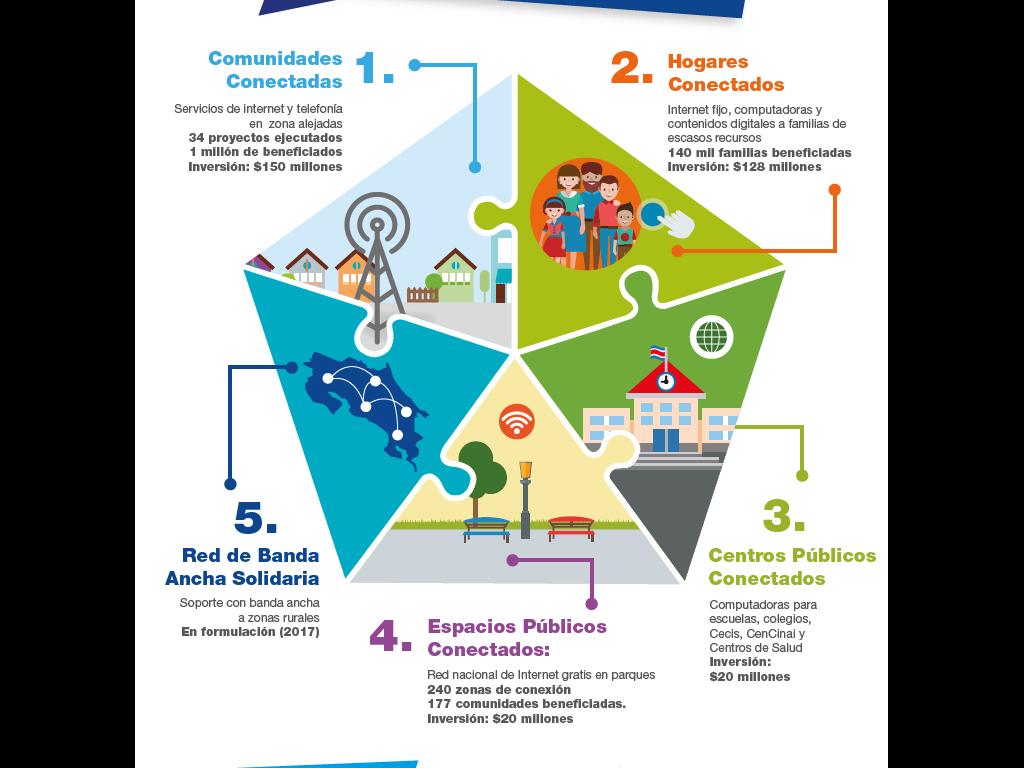 Comunidades
Conectadas
1.
Servicios de internet y telefonía
en zona alejadas
34 proyectos ejecutados
1 millón de beneficiados
Inversión: $150 millones
2.
Hogares
Conectados
Internet fijo, computadoras y
contenidos digitales a familias de
escasos recursos
140 mil familias beneficiadas
Inversión: $128 millones
3.
Centros Públicos
Conectados
Computadoras para
escuelas, colegios,
Cecis, CenCinai y
Centros de Salud
Inversión:
$20 millones
4.
Espacios Públicos
Conectados:
Red nacional de Internet gratis en parques
240 zonas de conexión
177 comunidades beneficiadas.
Inversión: $20 millones
5.
Red de Banda
Ancha Solidaria
Soporte con banda ancha
a zonas rurales
En formulación (2017)